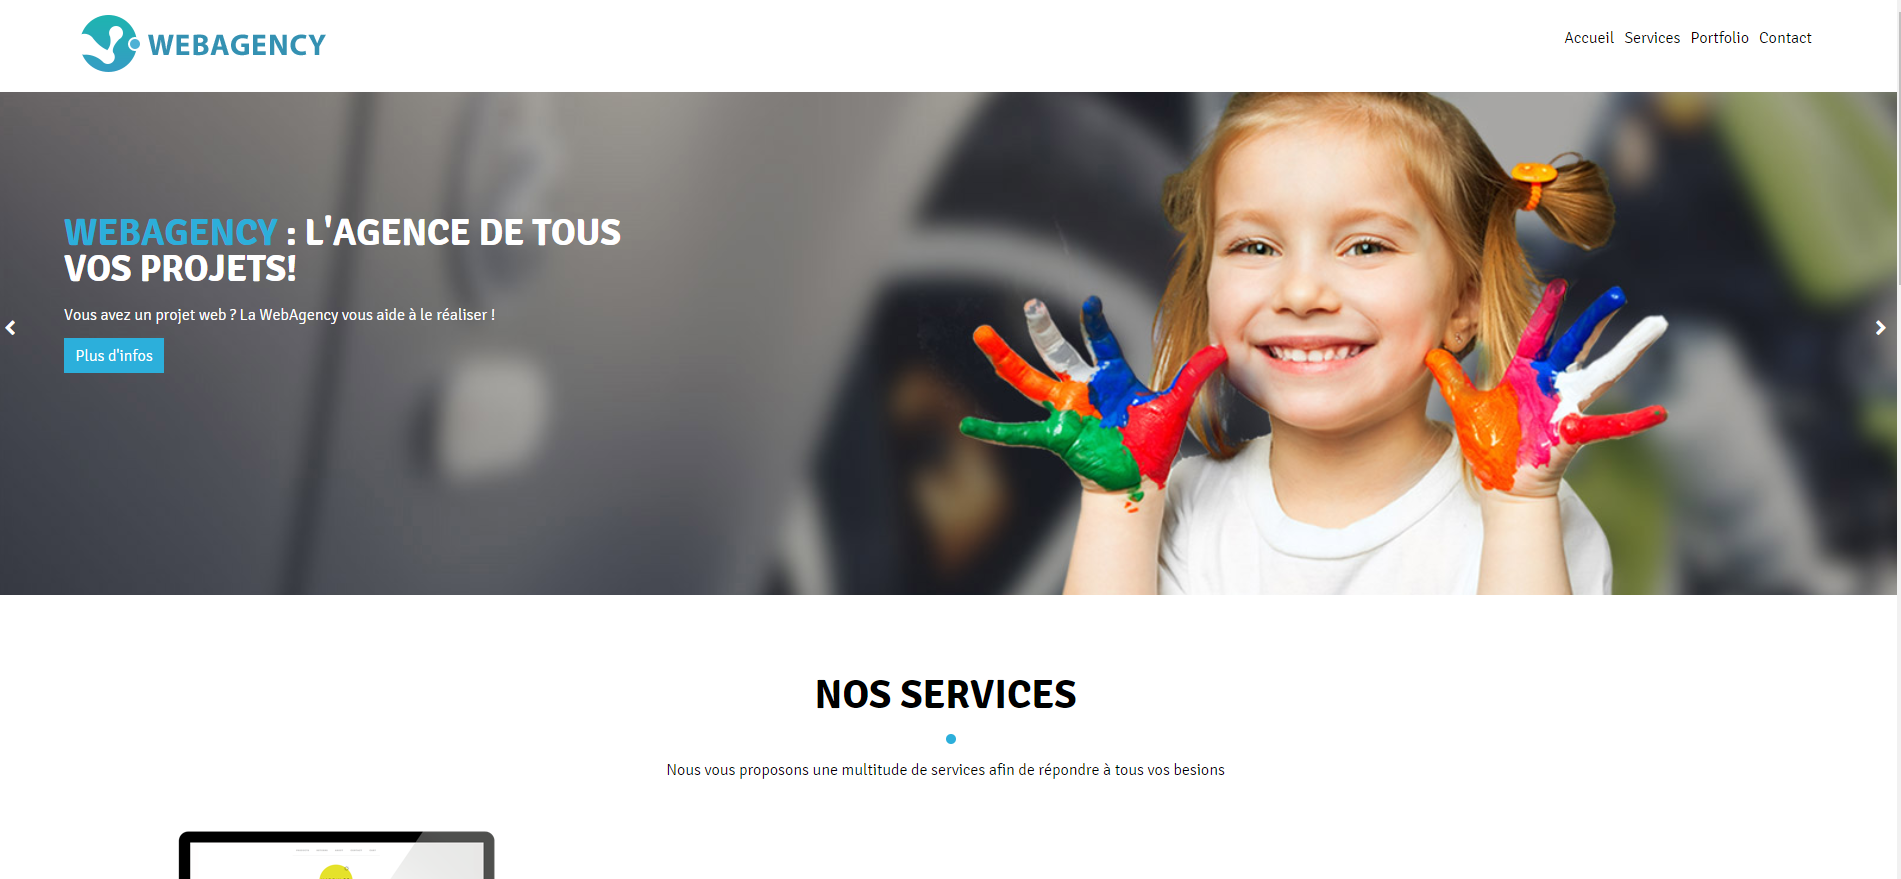 WEBAGENCY
Accueil Services Portfolio Contact
WEBAGENCY : L'AGENCE DE TOUS
VOS PROJETS!
Vous avez un projet web ? La WebAgency vous aide à le réaliser !
Plus d'infos
NOS SERVICES
Nous vous proposons une multitude de services afin de répondre à tous vos besions